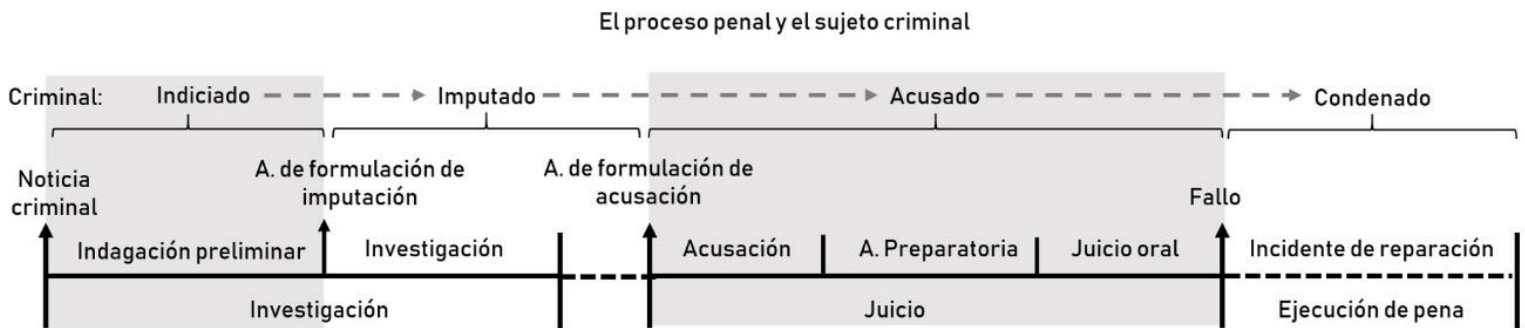 El proceso penal y el sujeto criminal
Criminal: Indiciado Imputado Acusado Condenado
Noticia
criminal
A. de formulación de
imputación
A. de formulación de
acusación
Fallo
Indagación preliminar Investigación Acusación A. Preparatoria Juicio oral Incidente de reparación
Investigación Juicio Ejecución de pena